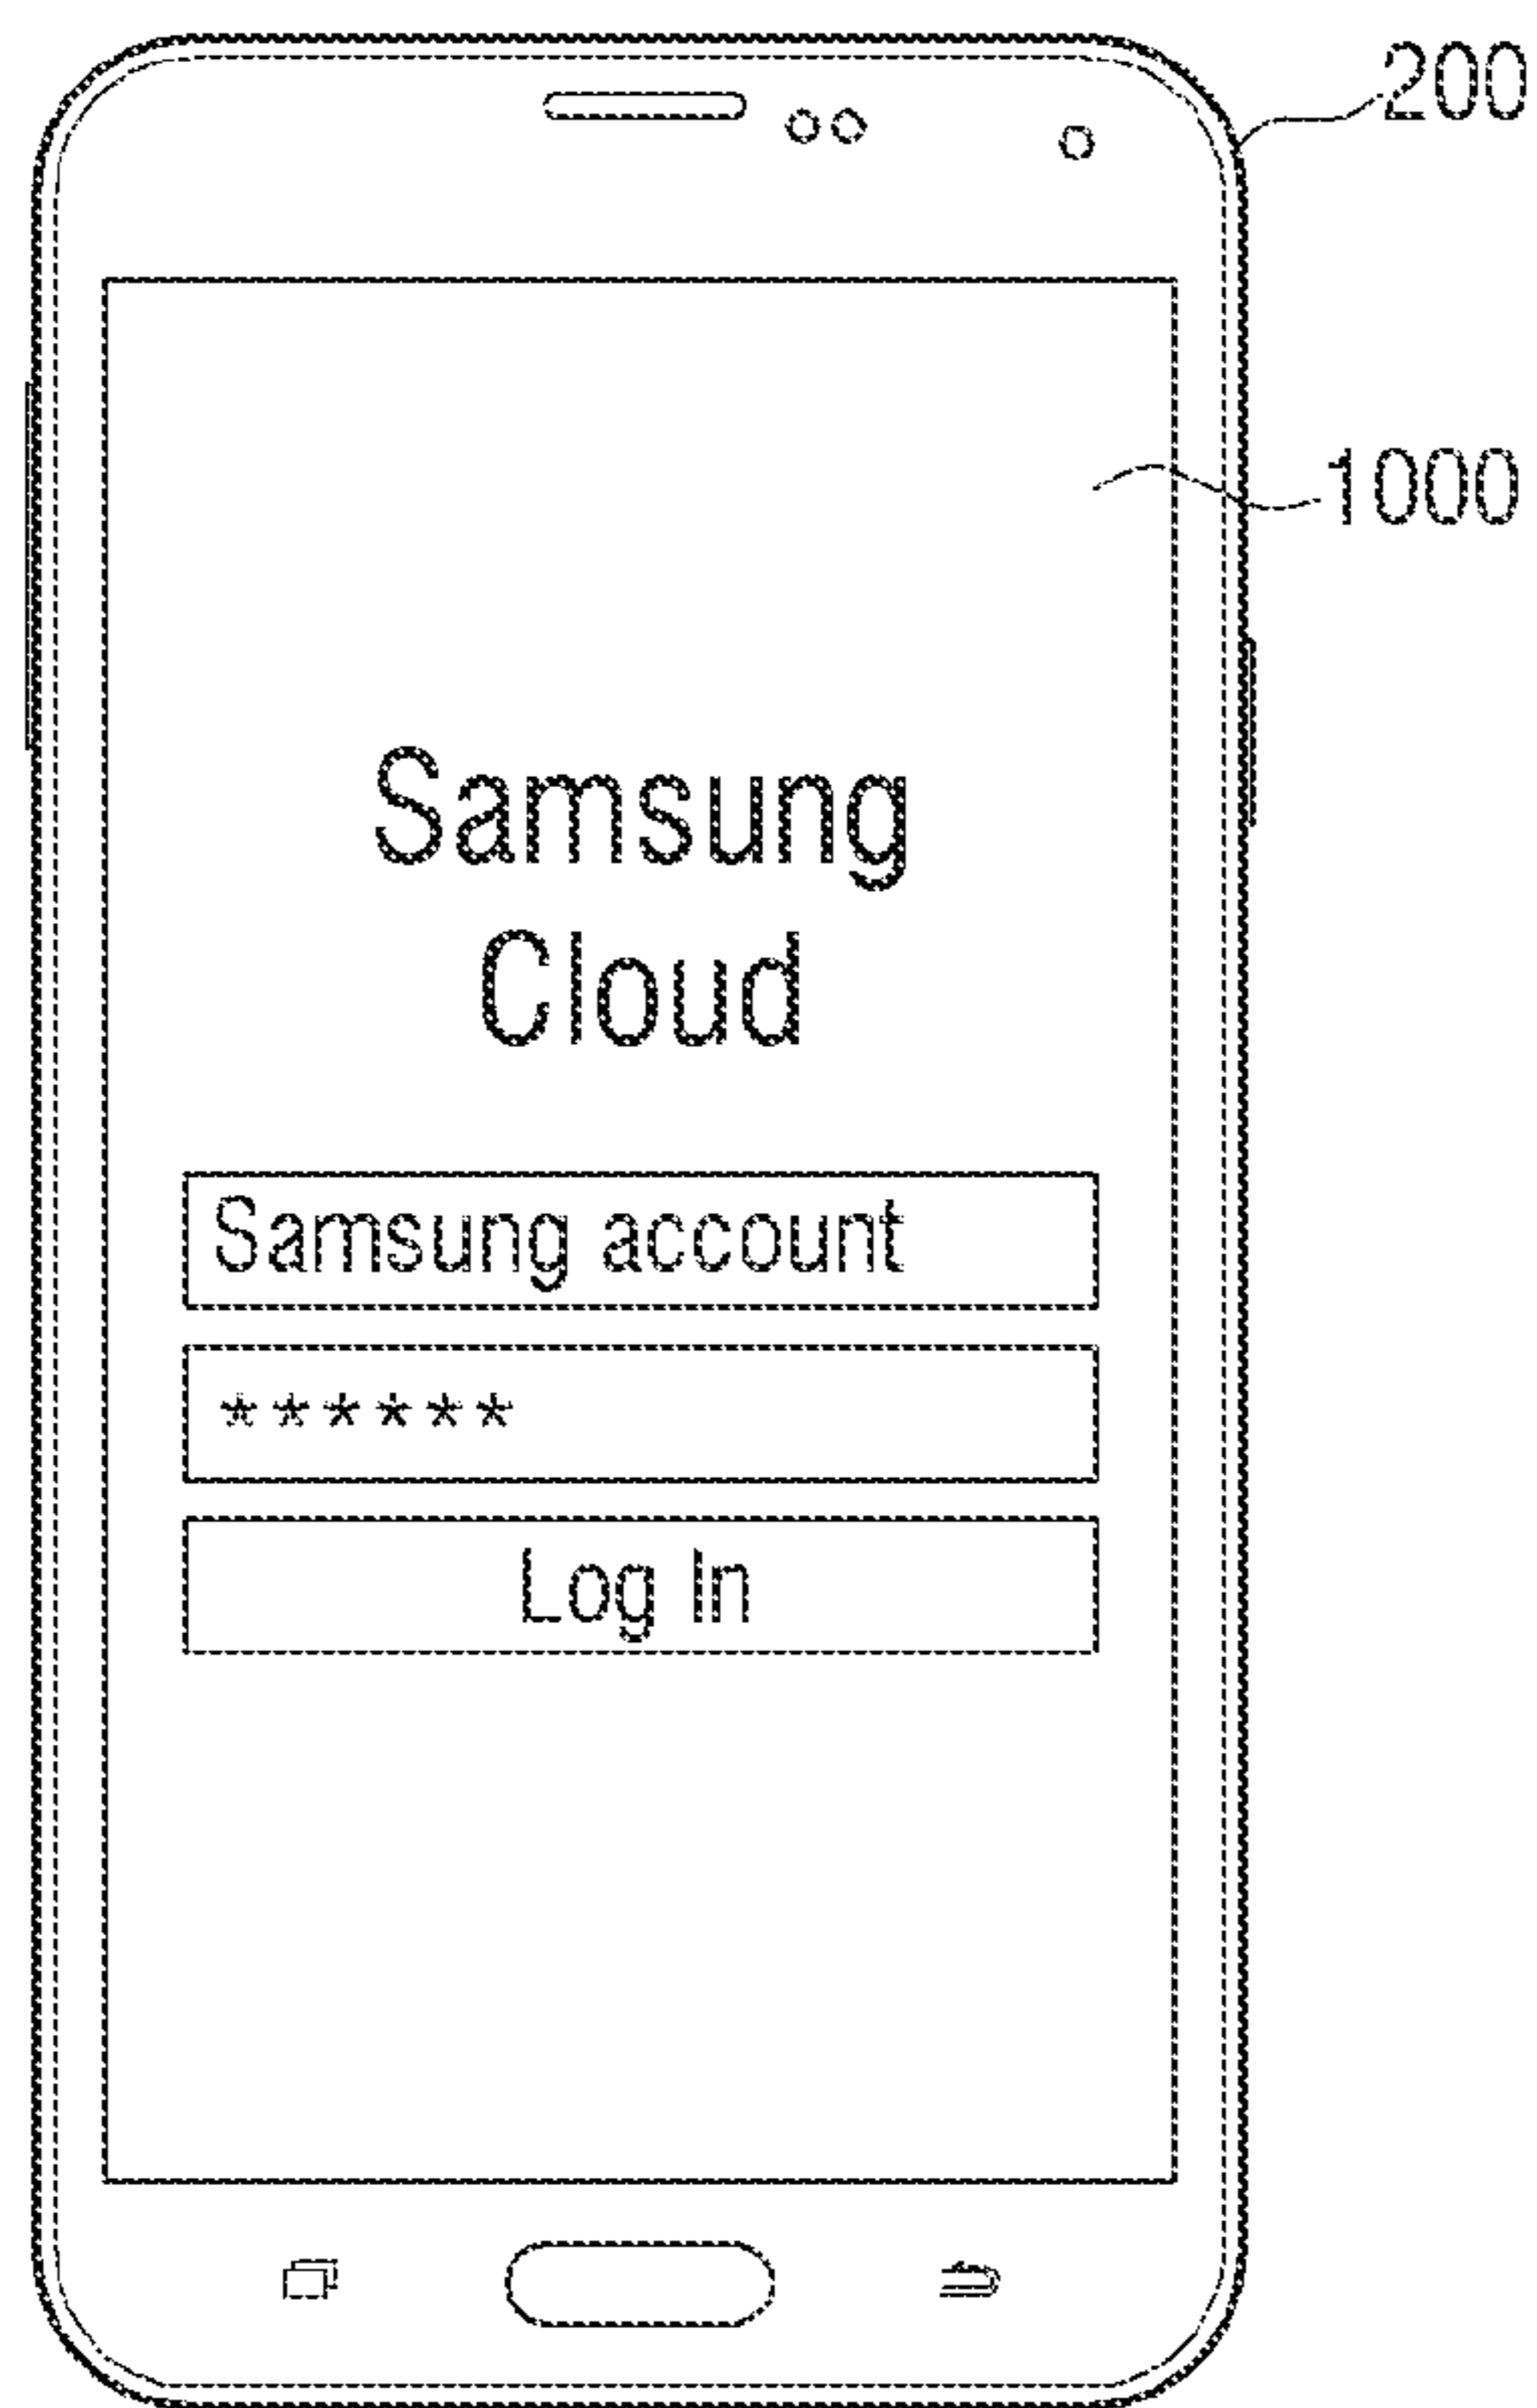 200
1000
Samsung
Cloud
Samsung account
******
Log In